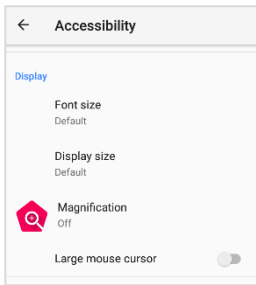 Accessibility
Display
Font size
Default
Display size
Default
Magnification
Off
Large mouse cursor